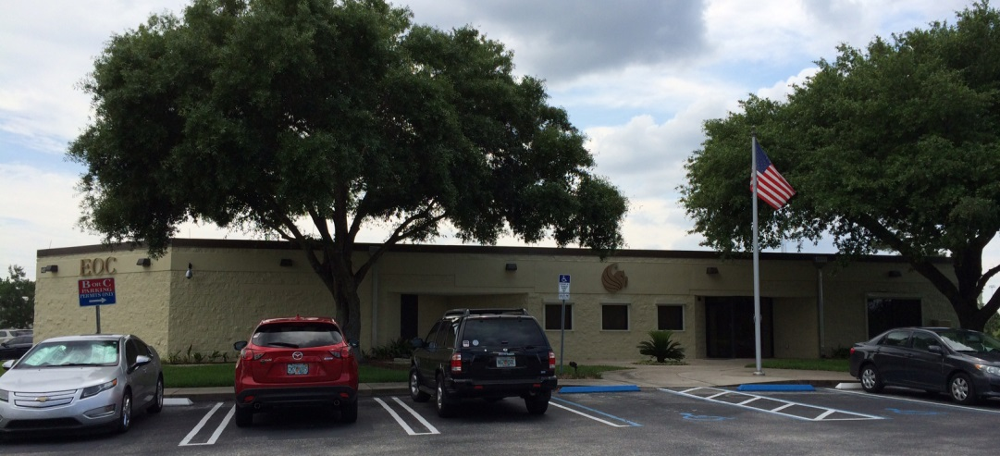 EOC
B OR C
PARKING
PERMITS ONLY